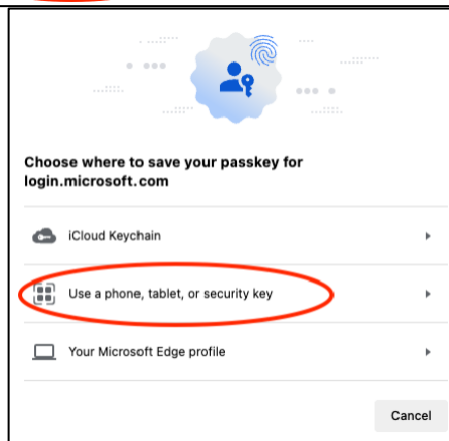 Choose where to save your passkey for
login.microsoft.com
iCloud Keychain
Use a phone, tablet, or security key
Your Microsoft Edge profile
Cancel